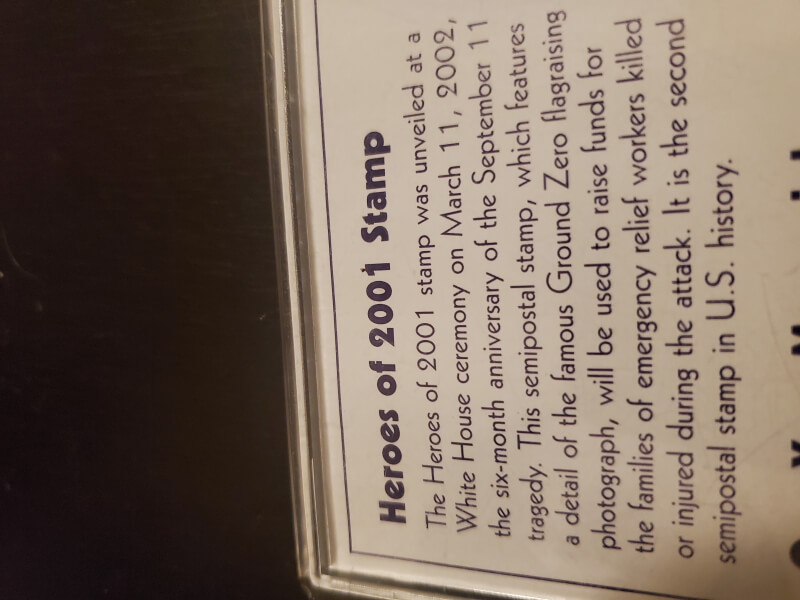 Heroes of 2001 Stamp
The Heroes of 2001 stamp was unveiled at a
White House ceremony on March 11, 2002,
the six-month anniversary of the September 11
tragedy. This semipostal stamp, which features
a detail of the famous Ground Zero flagraising
photograph, will be used to raise funds for
the families of emergency relief workers killed
or injured during the attack. It is the second
semipostal stamp in U.S. history.